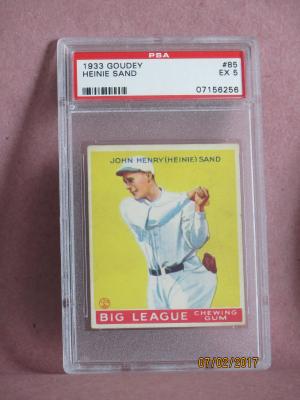 PSA
1933 GOUDEY #85
HEINIE SAND EX 5
07156256
JOHN HENRY (HEINIE) SAND
BIG LEAGUE CHEWING GUM
07/02/2017